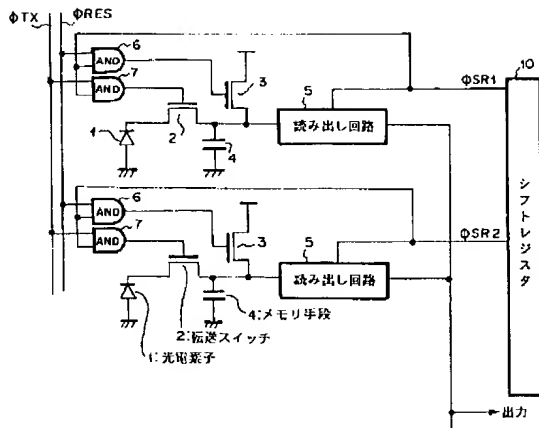 ΦTX
ΦRES
6
AND
7
AND
3
5
読み出し回路
ΦSR1
10
シフトレジスタ
1
2
4
6
AND
7
AND
3
5
読み出し回路
ΦSR2
4:メモリ手段
2:転送スイッチ
1:光電素子
出力